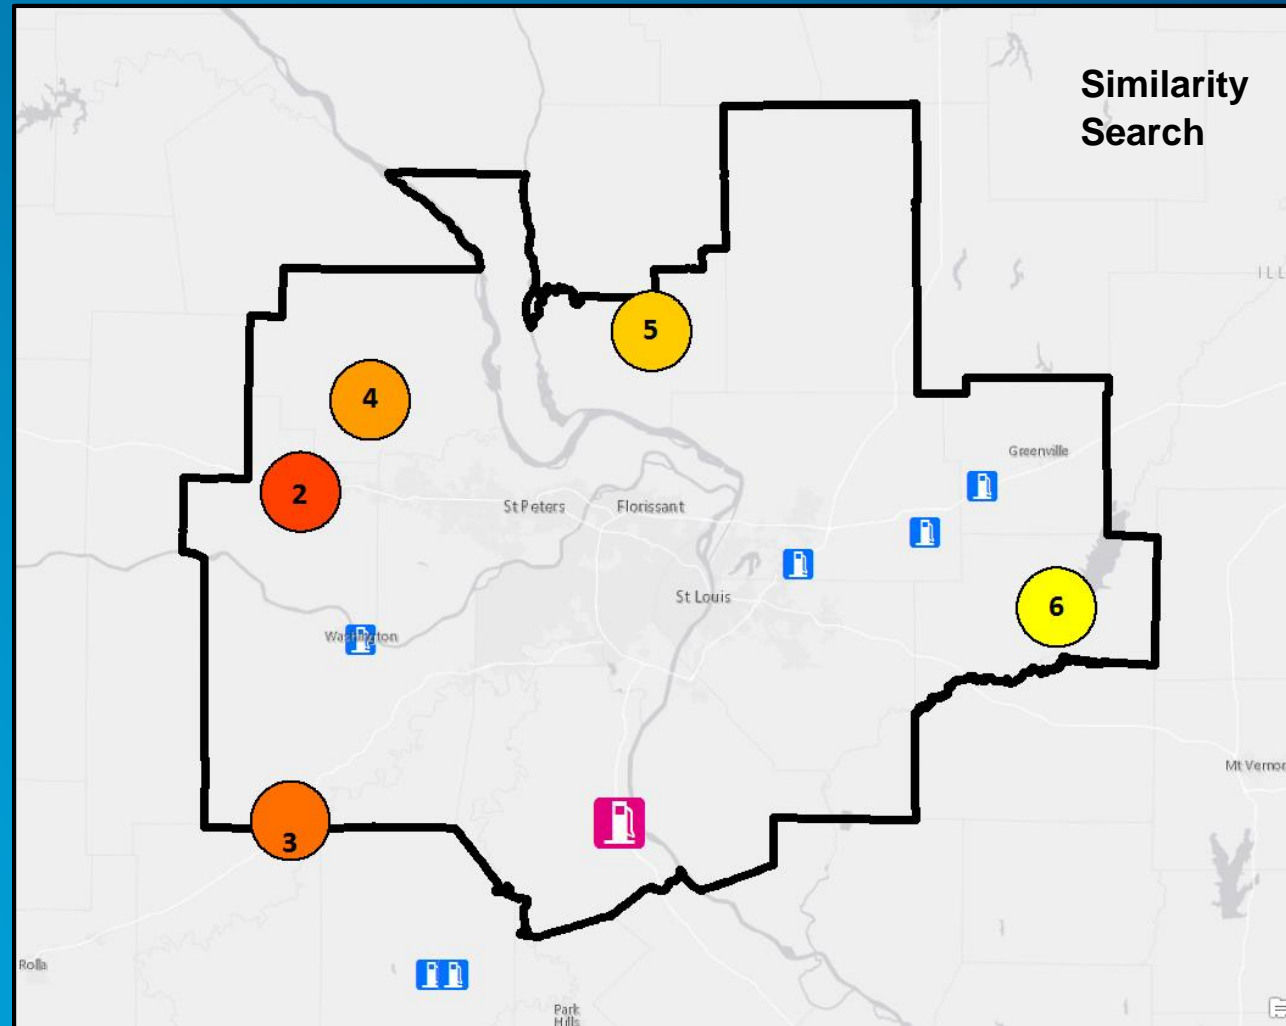 Similarity
Search
ILL
5
4
Greenville
2
St Peters
Florissant
St Louis
6
Washington
Mt Vernon
3
Rolla
Park
Hills